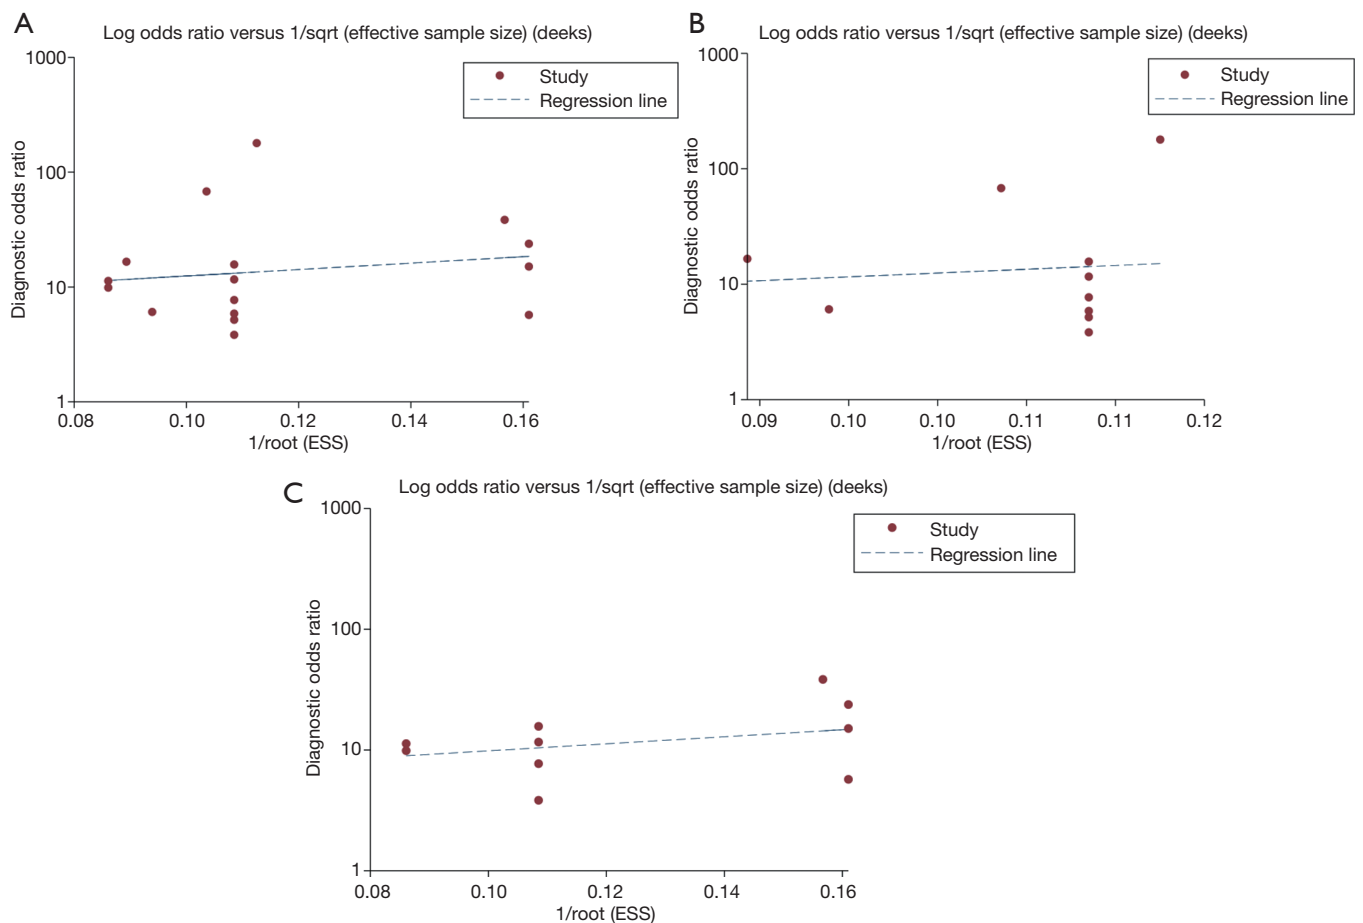 A
Log odds ratio versus 1/sqrt (effective sample size) (deeks)
Study
Regression line
Diagnostic odds ratio
1000
100
10
1
0.08
0.10
0.12
0.14
0.16
1/root (ESS)
B
Log odds ratio versus 1/sqrt (effective sample size) (deeks)
Study
Regression line
Diagnostic odds ratio
1000
100
10
1
0.09
0.10
0.10
0.11
0.11
0.12
1/root (ESS)
C
Log odds ratio versus 1/sqrt (effective sample size) (deeks)
Study
Regression line
Diagnostic odds ratio
1000
100
10
1
0.08
0.10
0.12
0.14
0.16
1/root (ESS)